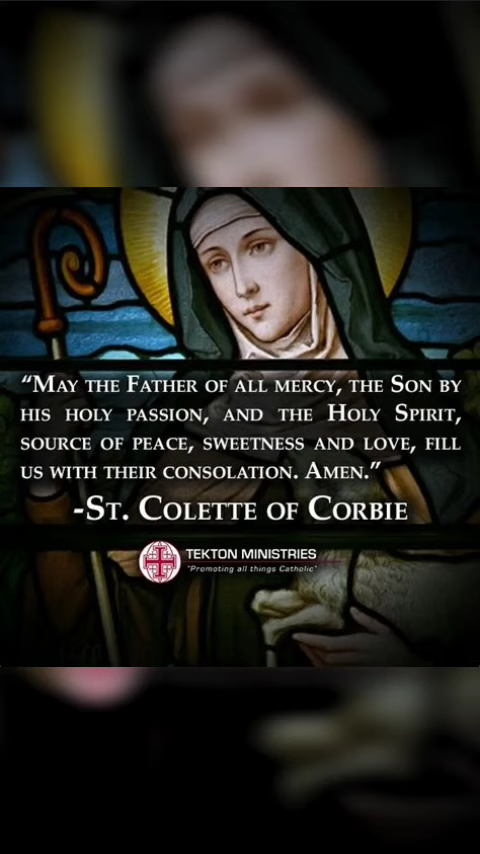 “May the Father of all mercy, the Son by
his holy passion, and the Holy Spirit,
source of peace, sweetness and love, fill
us with their consolation. Amen.”
-St. Colette of Corbie
TEKTON MINISTRIES
"Promoting all things Catholic"